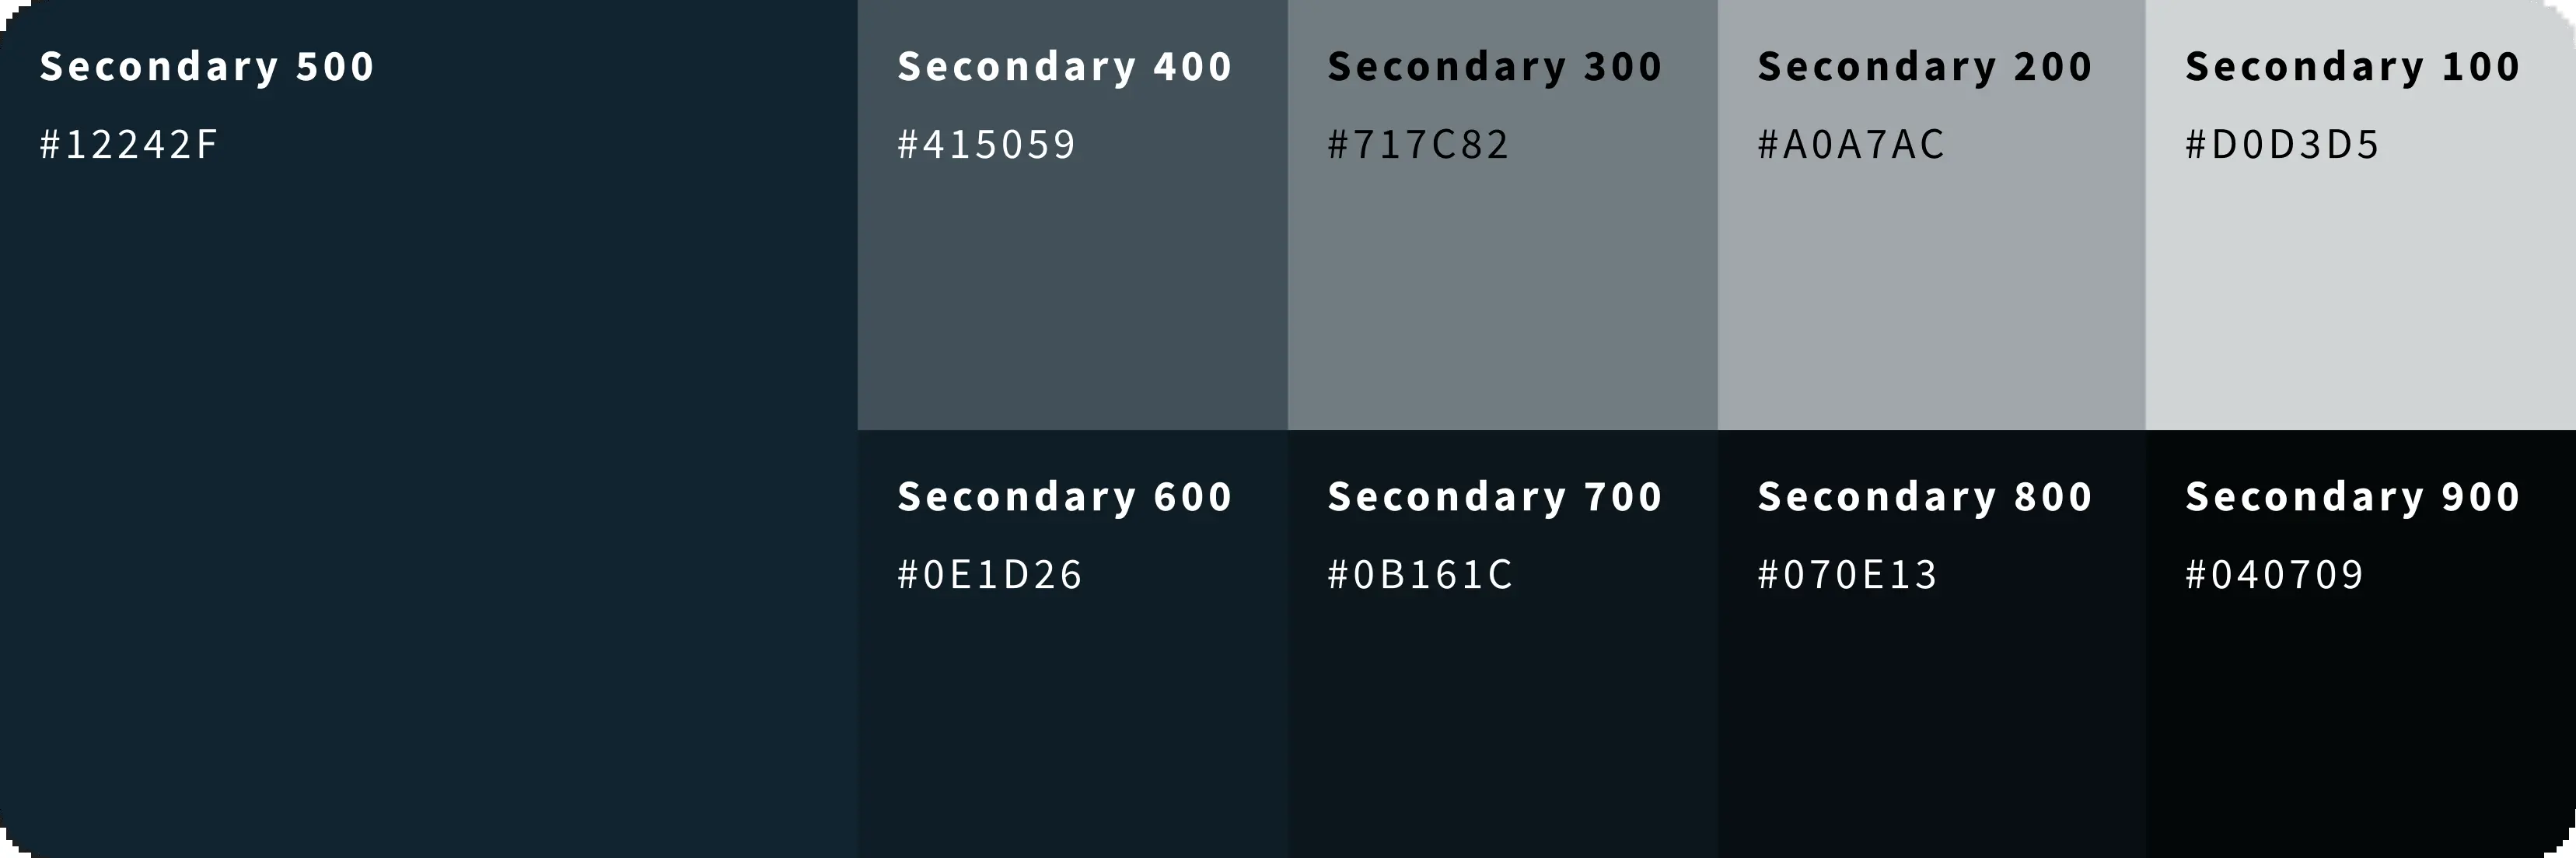 Secondary 500
#12242F
Secondary 400
#415059
Secondary 300
#717C82
Secondary 200
#A0A7AC
Secondary 100
#D0D3D5
Secondary 600
#0E1D26
Secondary 700
#0B161C
Secondary 800
#070E13
Secondary 900
#040709